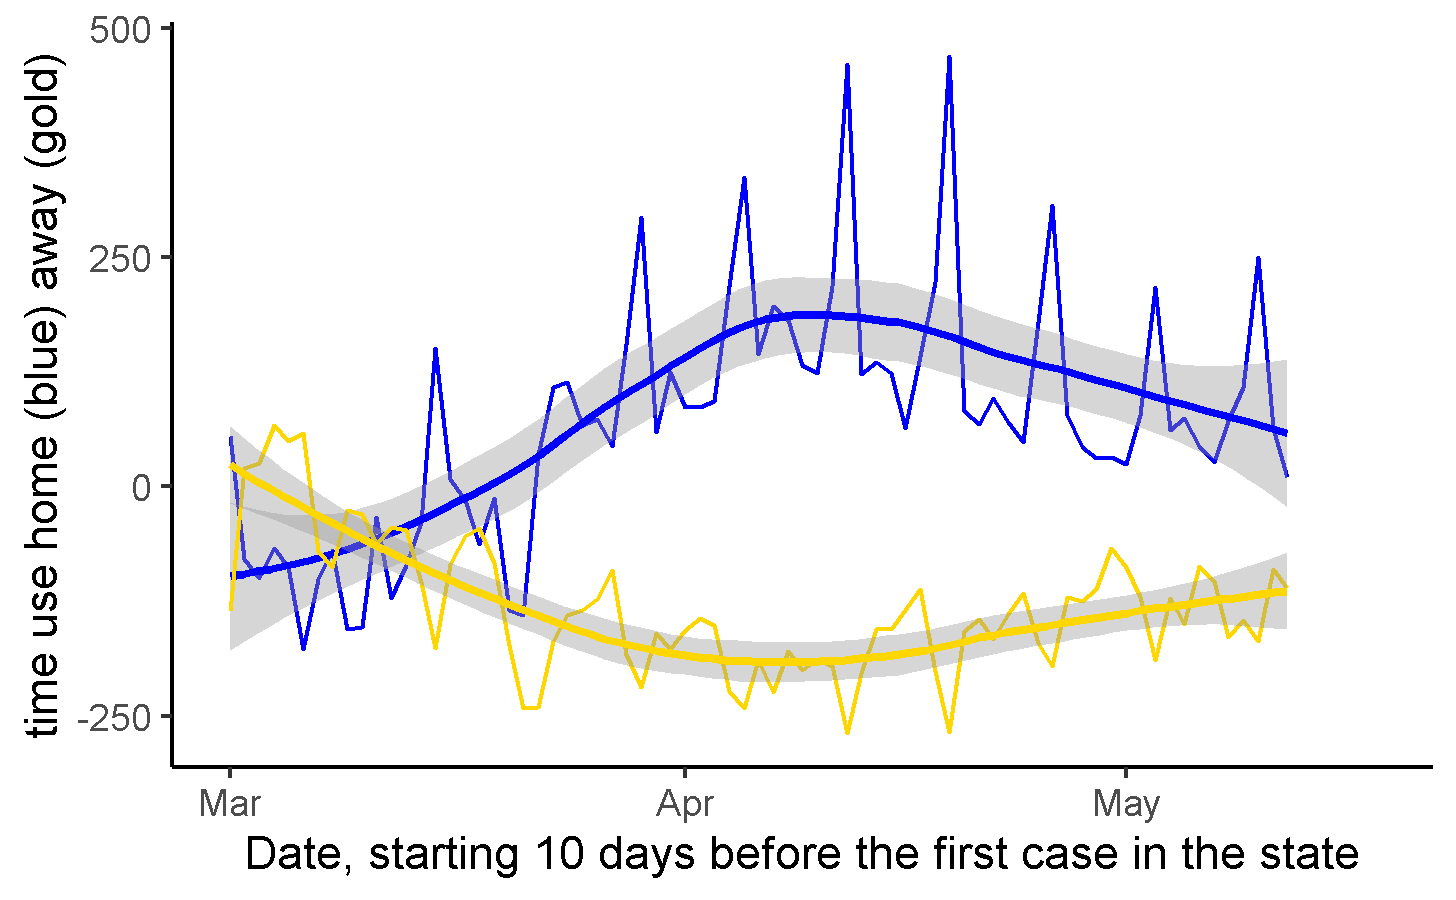 time use home (blue) away (gold)
500
250
0
-250
Mar
Apr
May
Date, starting 10 days before the first case in the state